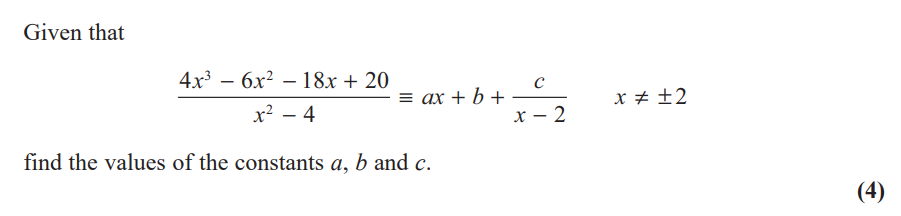 Given that
4x³ − 6x² − 18x + 20 / x² − 4 ≡ ax + b + c / x − 2 x ≠ ±2
find the values of the constants a, b and c.
(4)